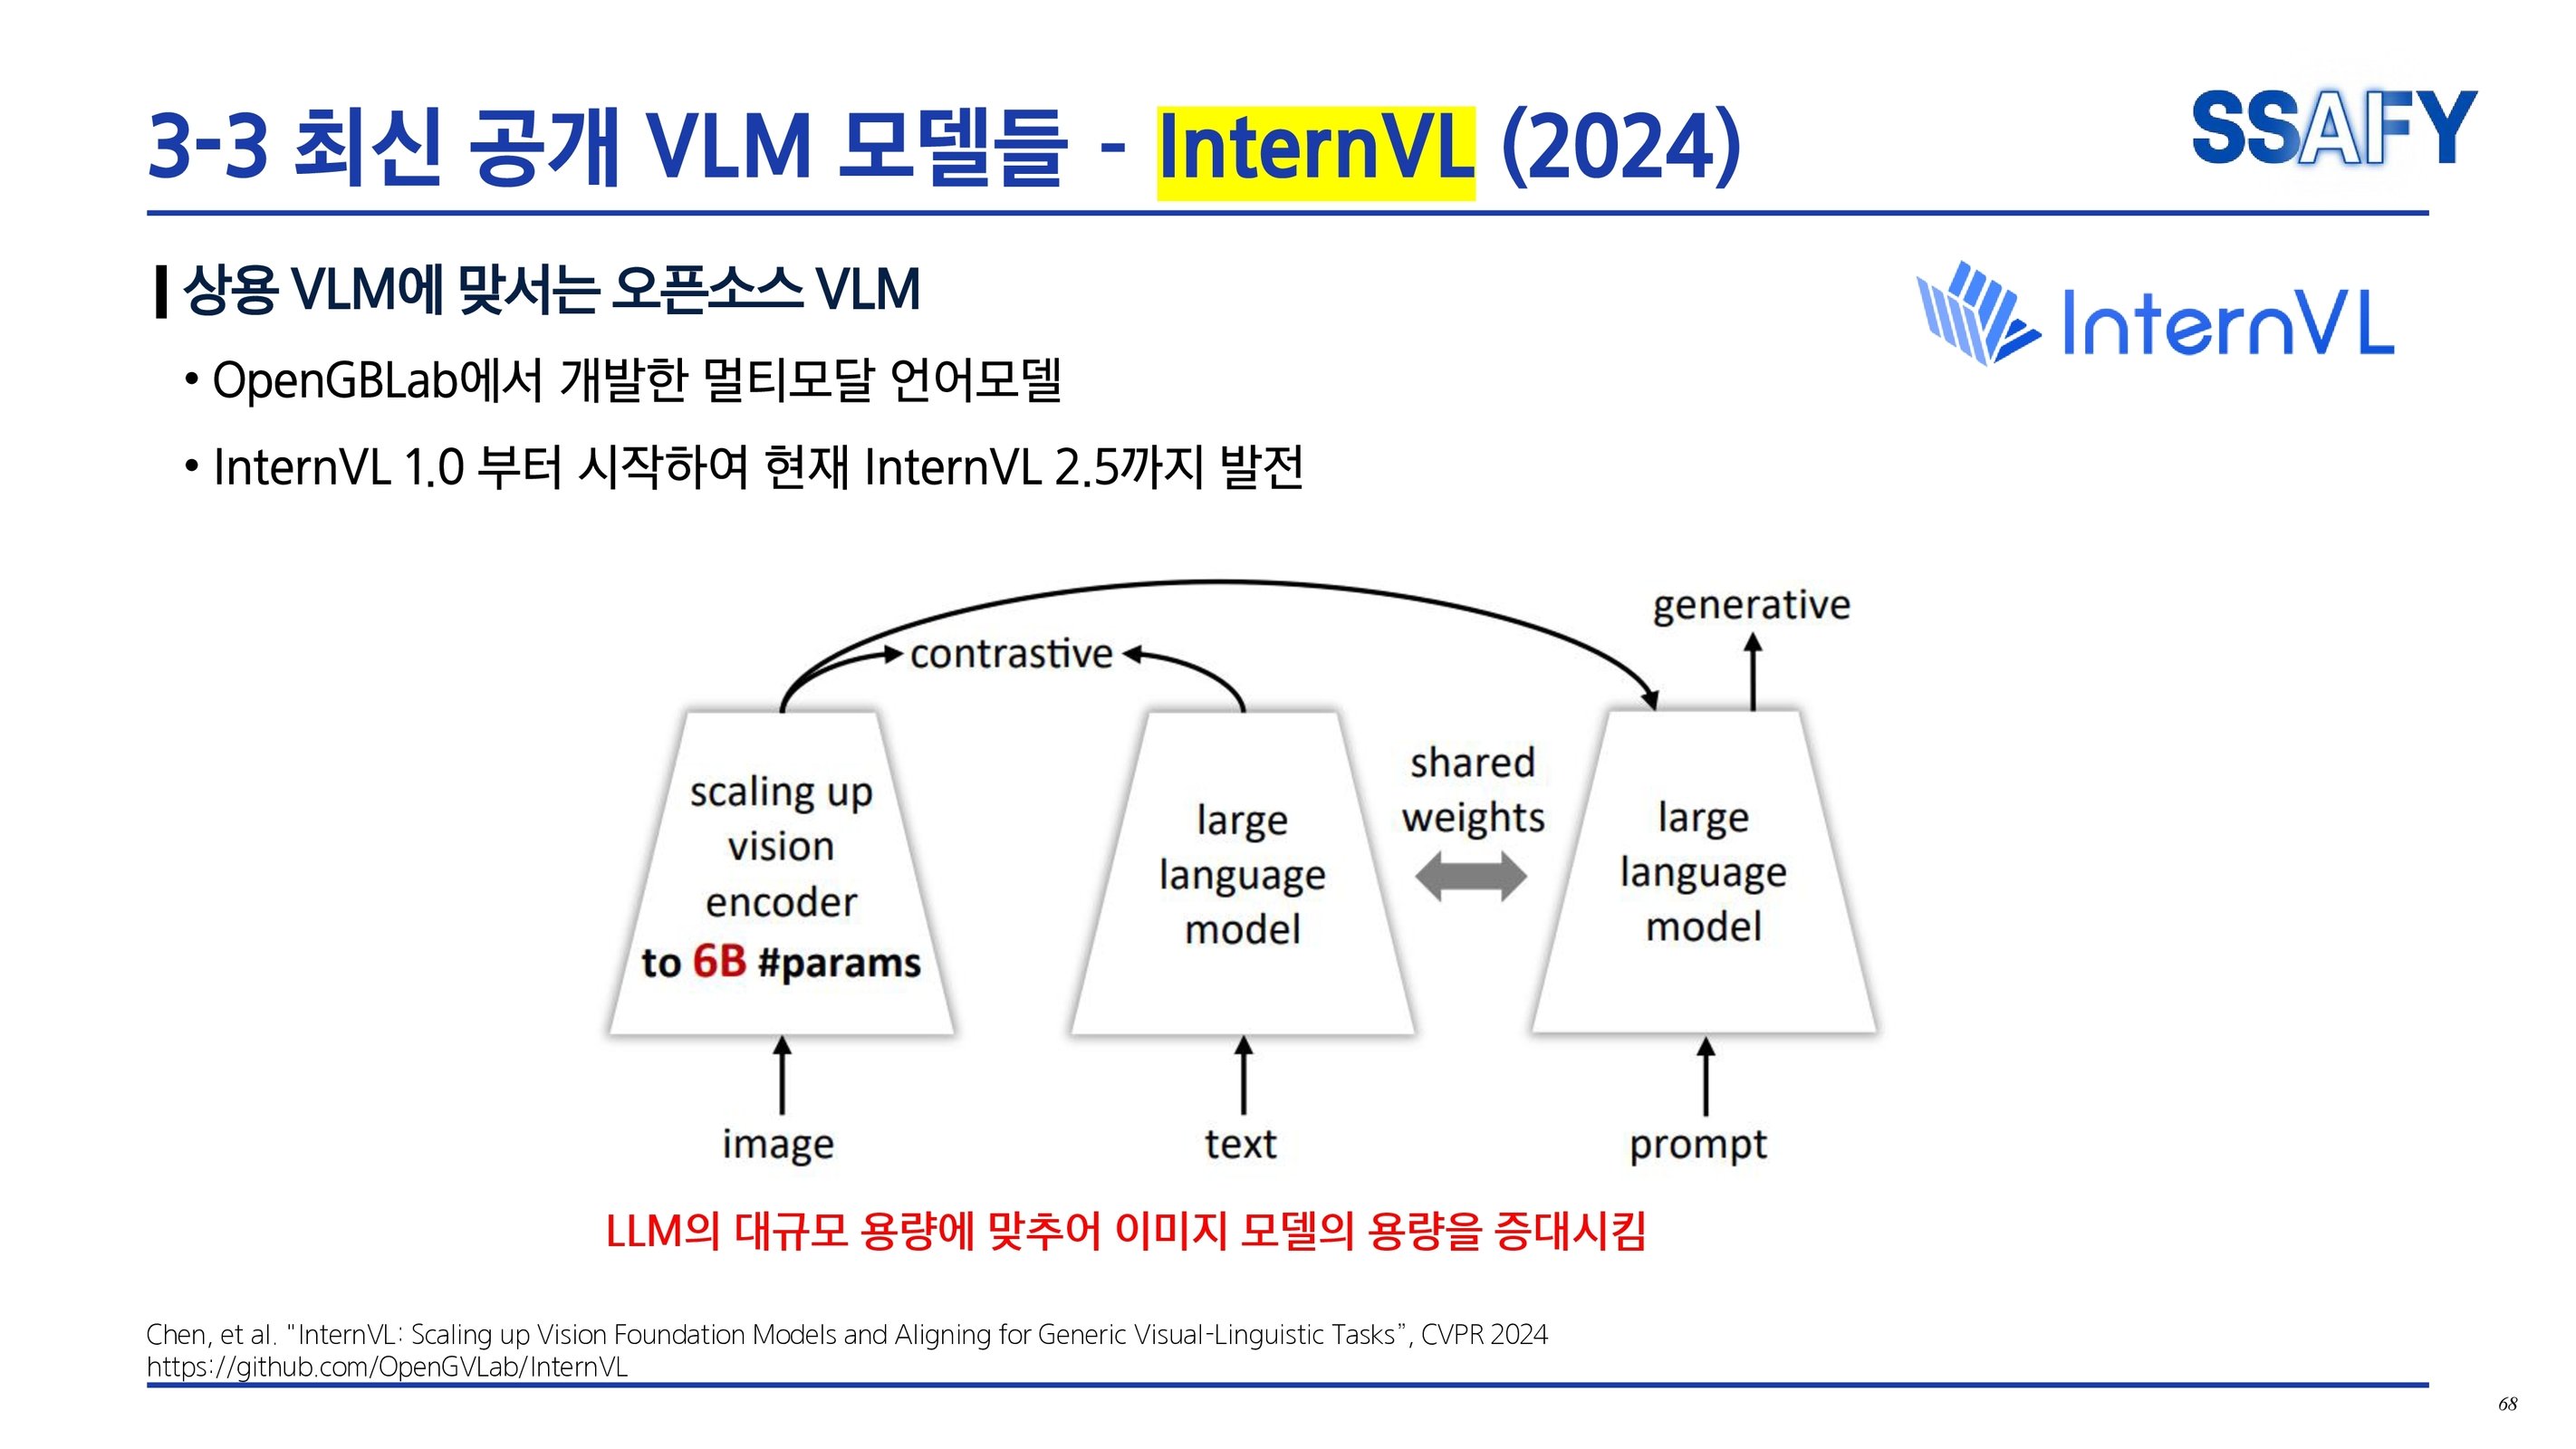 3-3 최신 공개 VLM 모델들 - InternVL (2024)
SSAFY
상용 VLM에 맞서는 오픈소스 VLM
InternVL
• OpenGBLab에서 개발한 멀티모달 언어모델
• InternVL 1.0 부터 시작하여 현재 InternVL 2.5까지 발전
generative
contrastive
scaling up
vision
encoder
to 6B #params
large
language
model
shared
weights
large
language
model
image
text
prompt
LLM의 대규모 용량에 맞추어 이미지 모델의 용량을 증대시킴
Chen, et al. "InternVL: Scaling up Vision Foundation Models and Aligning for Generic Visual-Linguistic Tasks”, CVPR 2024
https://github.com/OpenGVLab/InternVL
68